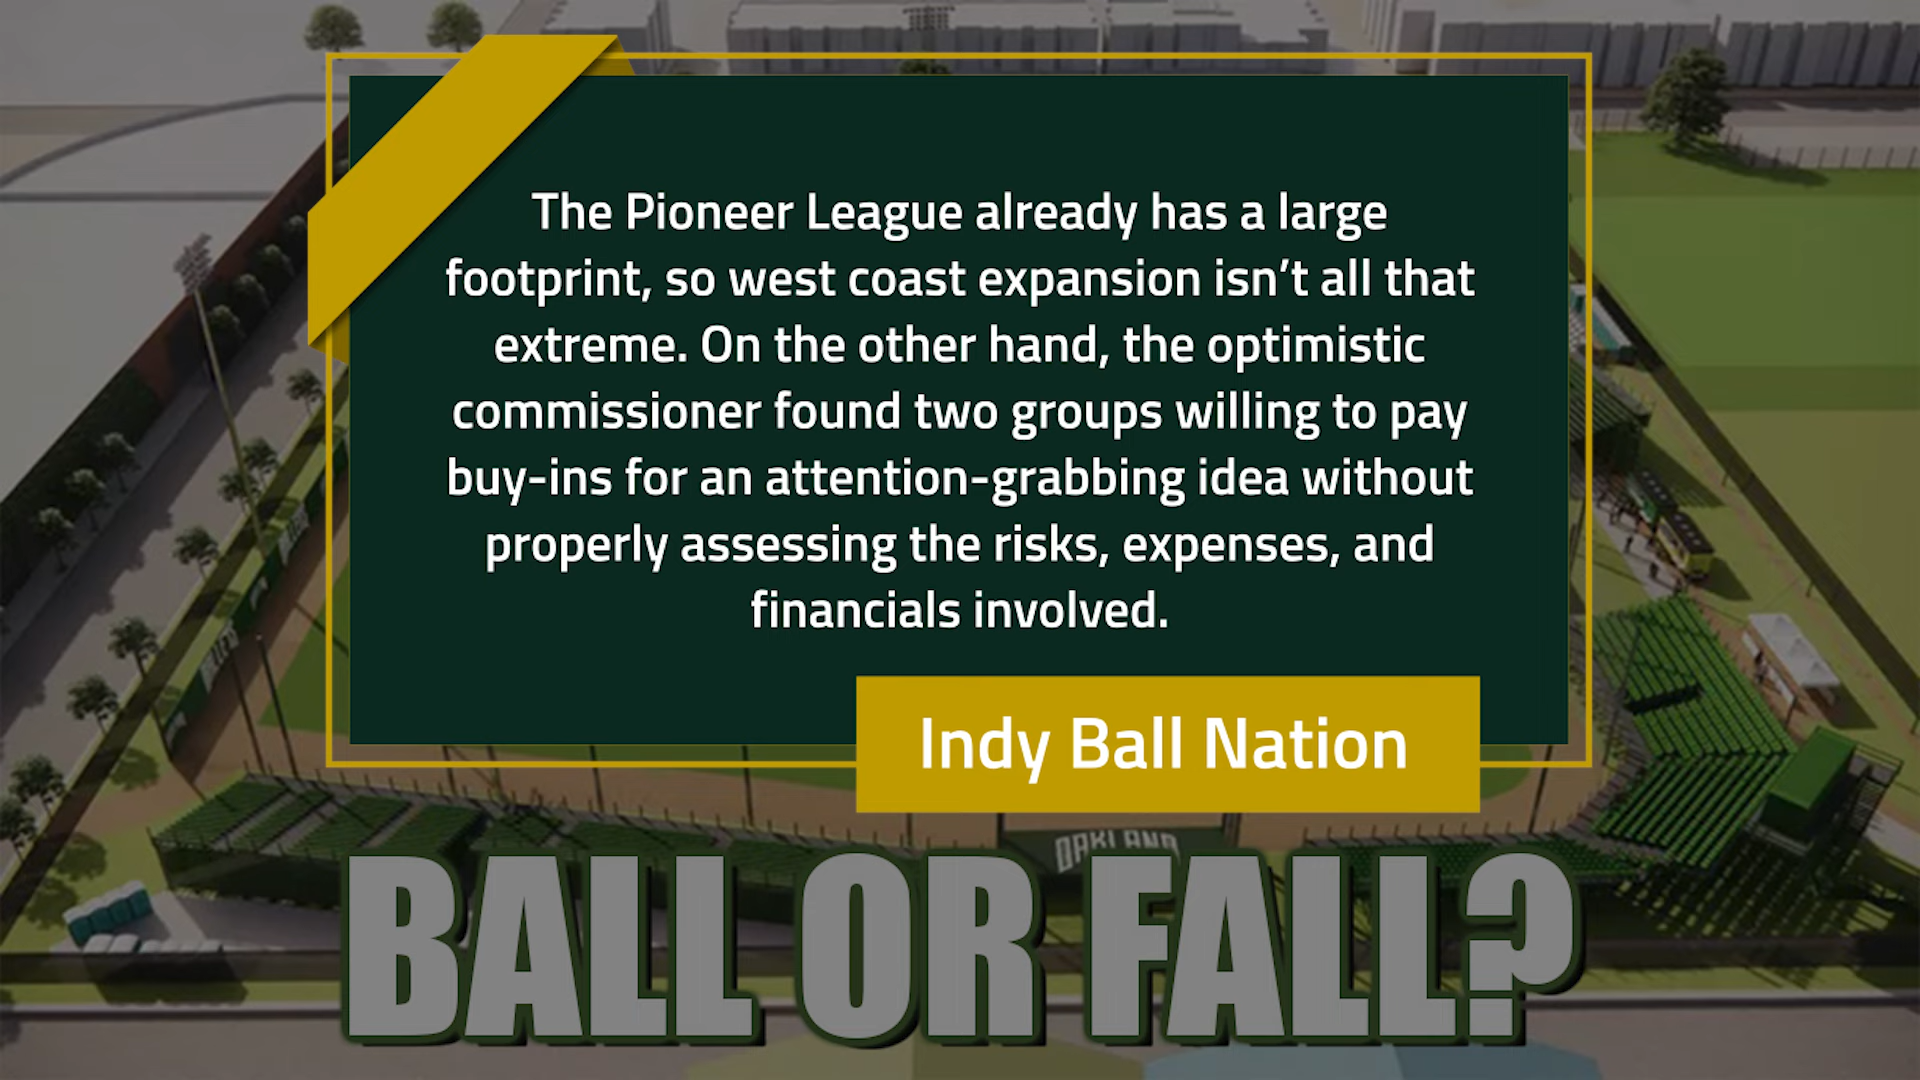 The Pioneer League already has a large
footprint, so west coast expansion isn't all that
extreme. On the other hand, the optimistic
commissioner found two groups willing to pay
buy-ins for an attention-grabbing idea without
properly assessing the risks, expenses, and
financials involved.
Indy Ball Nation
OAKLAND
BALL OR FALL?